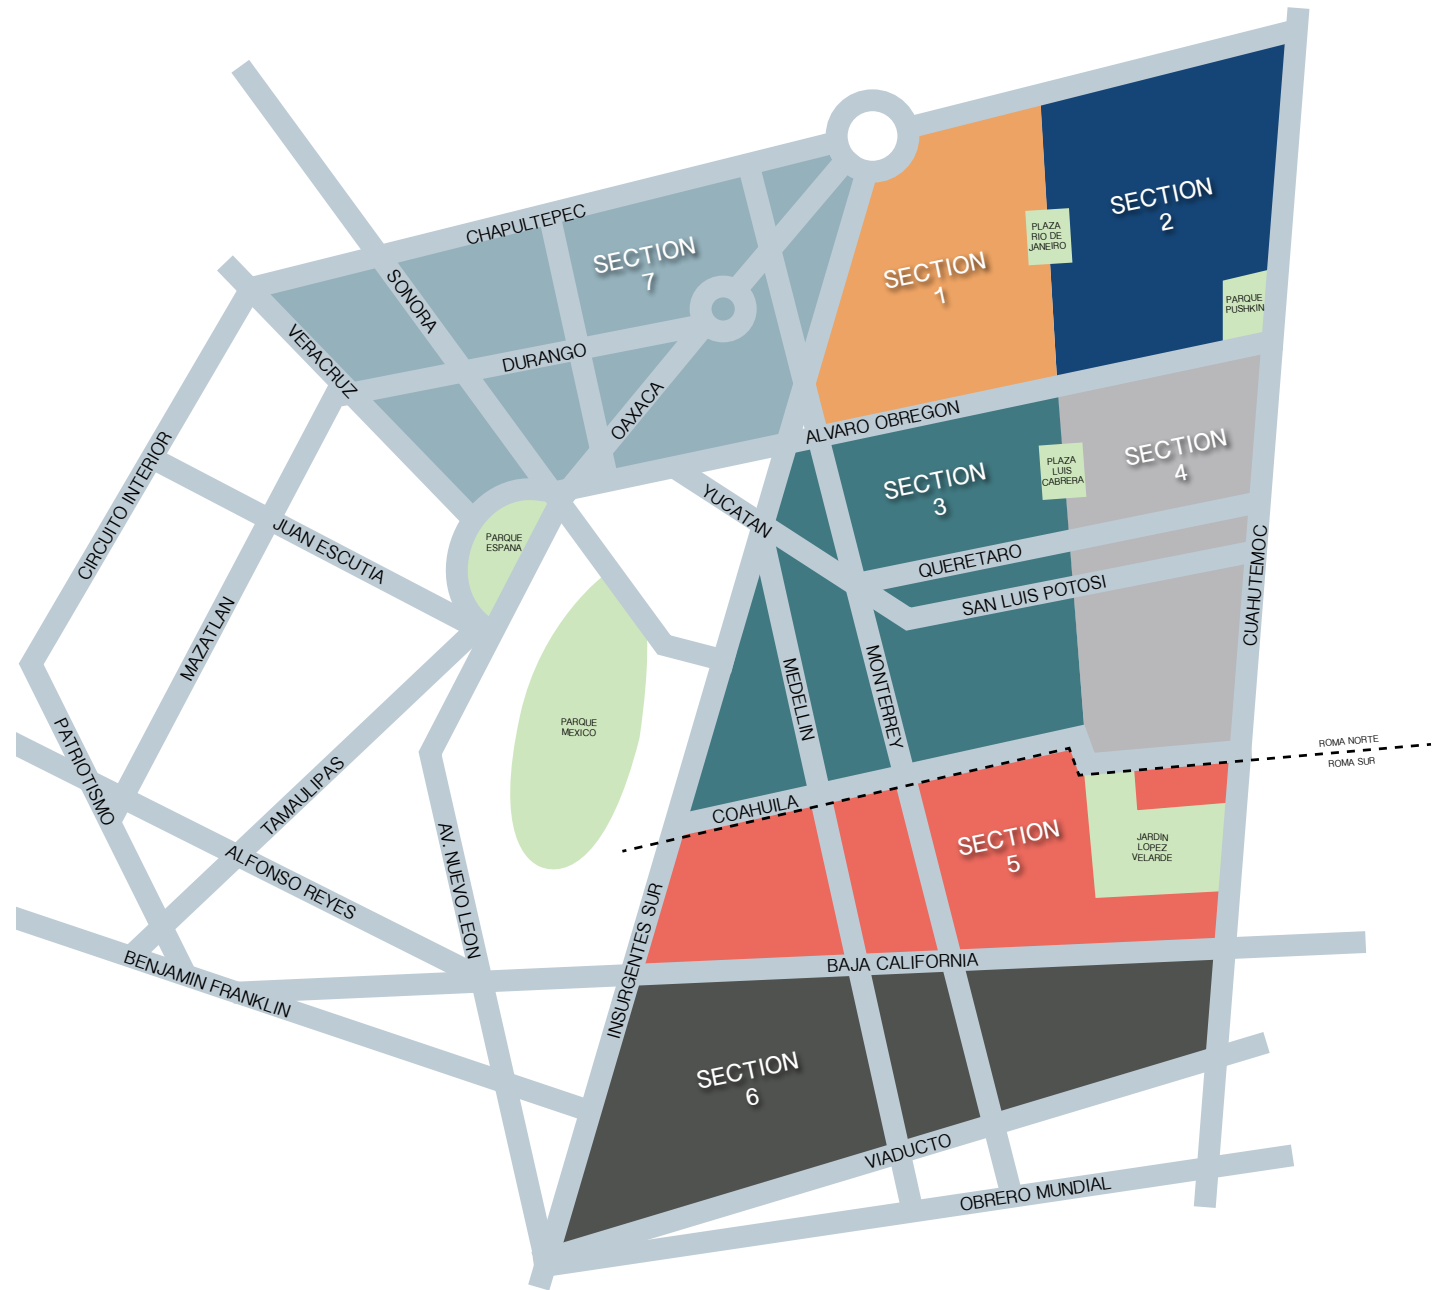 CHAPULTEPEC
SONORA
SECTION
7
SECTION
2
PLAZA
RIO DE
JANEIRO
SECTION
1
PARQUE
PUSHKIN
VERACRUZ
DURANGO
OAXACA
ALVARO OBREGON
CIRCUITO INTERIOR
JUAN ESCUTIA
MAZATLAN
PARQUE
ESPANA
YUCATAN
SECTION
3
PLAZA
LUIS
CABRERA
SECTION
4
QUERETARO
SAN LUIS POTOSI
CUAHUTEMOC
MEDELLIN
MONTERREY
PARQUE
MEXICO
PATRIOTISMO
TAMAULIPAS
ALFONSO REYES
AV. NUEVO LEON
COAHUILA
ROMA NORTE
ROMA SUR
SECTION
5
JARDIN
LOPEZ
VELARDE
INSURGENTES SUR
BENJAMIN FRANKLIN
BAJA CALIFORNIA
SECTION
6
VIADUCTO
OBRERO MUNDIAL